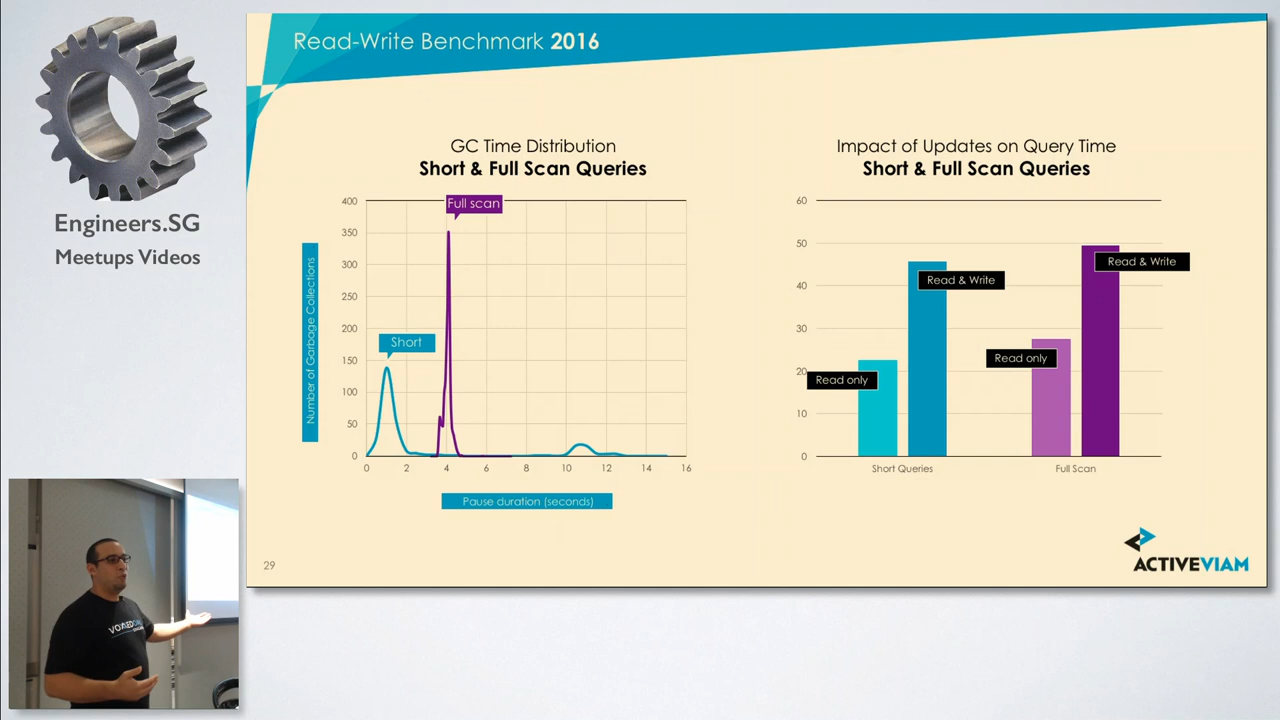 Engineers.SG
Meetups Videos
Read-Write Benchmark 2016
GC Time Distribution
Short & Full Scan Queries
Number of Garbage Collections
400
350
300
250
200
150
100
50
0
Full scan
Short
0 2 4 6 8 10 12 14 16
Pause duration (seconds)
Impact of Updates on Query Time
Short & Full Scan Queries
60
50
40
30
20
10
0
Read only
Read & Write
Read only
Read & Write
Short Queries
Full Scan
29
ACTIVEVIAM